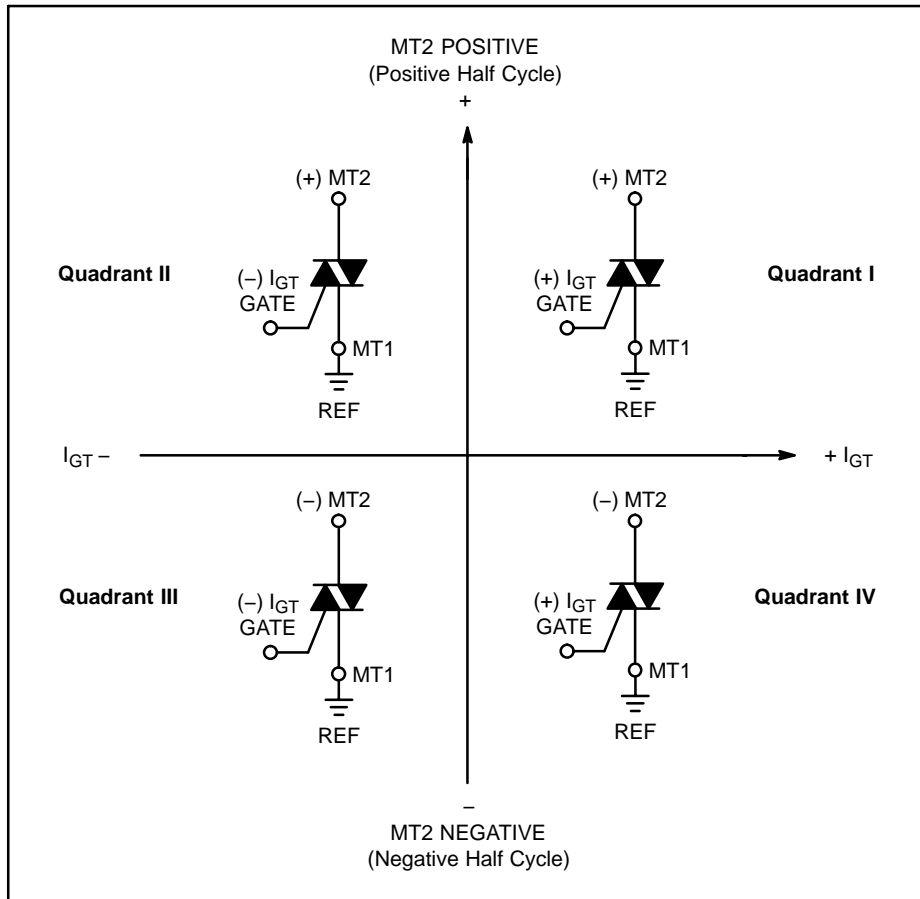 MT2 POSITIVE
(Positive Half Cycle)
+
(+) MT2
(+) MT2
Quadrant II
(–) IGT
GATE
(+) IGT
GATE
Quadrant I
MT1
MT1
REF
REF
IGT –
+ IGT
(–) MT2
(–) MT2
Quadrant III
(–) IGT
GATE
(+) IGT
GATE
Quadrant IV
MT1
MT1
REF
REF
–
MT2 NEGATIVE
(Negative Half Cycle)